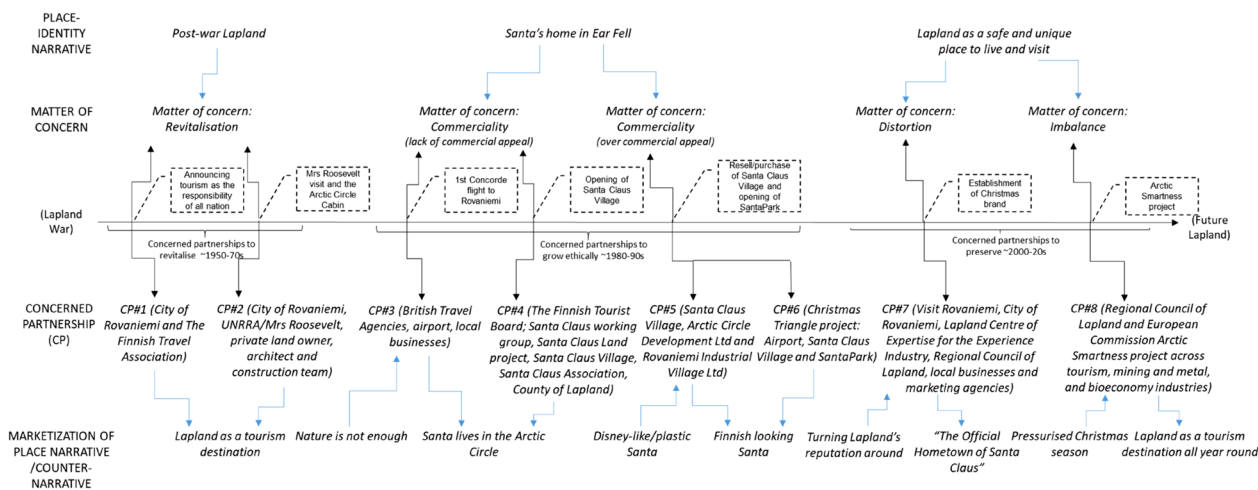 PLACE-
IDENTITY
NARRATIVE
Post-war Lapland
Santa's home in Ear Fell
Lapland as a safe and unique
place to live and visit
MATTER OF
CONCERN
Matter of concern:
Revitalisation
Matter of concern:
Commerciality
(lack of commercial appeal)
Matter of concern:
Commerciality
(over commercial appeal)
Matter of concern:
Distortion
Matter of concern:
Imbalance
Announcing
tourism as the
responsibility
of all nation
Mrs Roosevelt
visit and the
Arctic Circle
Cabin
1st Concorde
flight to
Rovaniemi
Opening of
Santa Claus
Village
Resell/purchase
of Santa Claus
Village and
opening of
SantaPark
Establishment
of Christmas
brand
Arctic
Smartness
project
(Lapland
War)
(Future
Lapland)
Concerned partnerships to
revitalise ~1950-70s
Concerned partnerships to
grow ethically ~1980-90s
Concerned partnerships to
preserve ~2000-20s
CONCERNED
PARTNERSHIP
(CP)
CP#1 (City of
Rovaniemi and The
Finnish Travel
Association)
CP#2 (City of Rovaniemi,
UNRRA/Mrs Roosevelt,
private land owner,
architect and
construction team)
CP#3 (British Travel
Agencies, airport, local
businesses)
CP#4 (The Finnish Tourist
Board; Santa Claus working
group, Santa Claus Land
project, Santa Claus Village,
Santa Claus Association,
County of Lapland)
CP#5 (Santa Claus
Village, Arctic Circle
Development Ltd and
Rovaniemi Industrial
Village Ltd)
CP#6 (Christmas
Triangle project:
Airport, Santa Claus
Village and SantaPark)
CP#7 (Visit Rovaniemi, City of
Rovaniemi, Lapland Centre of
Expertise for the Experience
Industry, Regional Council of
Lapland, local businesses and
marketing agencies)
CP#8 (Regional Council of
Lapland and European
Commission Arctic
Smartness project across
tourism, mining and metal,
and bioeconomy industries)
MARKETIZATION OF
PLACE NARRATIVE
/COUNTER-
NARRATIVE
Lapland as a tourism
destination
Nature is not enough
Santa lives in the Arctic
Circle
Disney-like/plastic
Santa
Finnish looking
Santa
Turning Lapland's
reputation around
"The Official
Hometown of Santa
Claus"
Pressurised Christmas
season
Lapland as a tourism
destination all year round